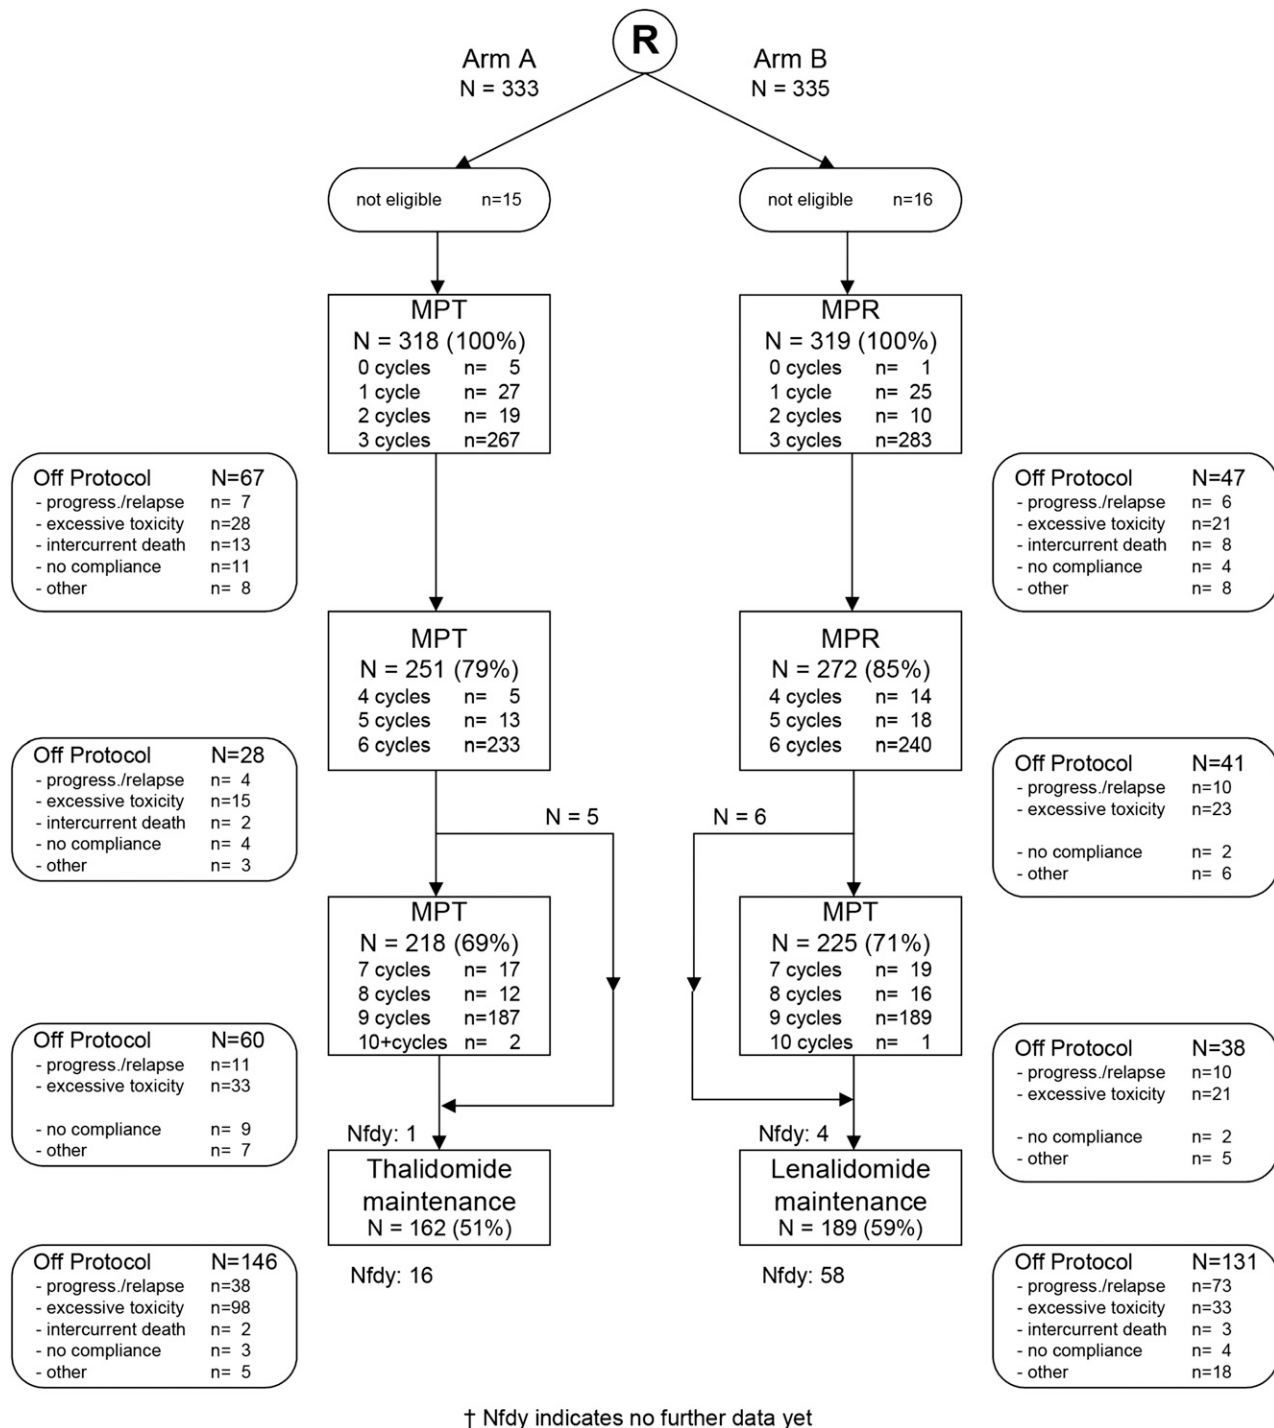 R
Arm A
N = 333
Arm B
N = 335
not eligible n=15
not eligible n=16
MPT
N = 318 (100%)
0 cycles n= 5
1 cycle n= 27
2 cycles n= 19
3 cycles n=267
MPR
N = 319 (100%)
0 cycles n= 1
1 cycle n= 25
2 cycles n= 10
3 cycles n=283
Off Protocol N=67
- progress./relapse n= 7
- excessive toxicity n=28
- intercurrent death n=13
- no compliance n=11
- other n= 8
Off Protocol N=47
- progress./relapse n= 6
- excessive toxicity n=21
- intercurrent death n= 8
- no compliance n= 4
- other n= 8
MPT
N = 251 (79%)
4 cycles n= 5
5 cycles n= 13
6 cycles n=233
MPR
N = 272 (85%)
4 cycles n= 14
5 cycles n= 18
6 cycles n=240
Off Protocol N=28
- progress./relapse n= 4
- excessive toxicity n=15
- intercurrent death n= 2
- no compliance n= 4
- other n= 3
Off Protocol N=41
- progress./relapse n=10
- excessive toxicity n=23
- no compliance n= 2
- other n= 6
N = 5
N = 6
MPT
N = 218 (69%)
7 cycles n= 17
8 cycles n= 12
9 cycles n=187
10+cycles n= 2
MPT
N = 225 (71%)
7 cycles n= 19
8 cycles n= 16
9 cycles n=189
10 cycles n= 1
Off Protocol N=60
- progress./relapse n=11
- excessive toxicity n=33
- no compliance n= 9
- other n= 7
Off Protocol N=38
- progress./relapse n=10
- excessive toxicity n=21
- no compliance n= 2
- other n= 5
Nfdy: 1
Nfdy: 4
Thalidomide
maintenance
N = 162 (51%)
Lenalidomide
maintenance
N = 189 (59%)
Nfdy: 16
Nfdy: 58
Off Protocol N=146
- progress./relapse n=38
- excessive toxicity n=98
- intercurrent death n= 2
- no compliance n= 3
- other n= 5
Off Protocol N=131
- progress./relapse n=73
- excessive toxicity n=33
- intercurrent death n= 3
- no compliance n= 4
- other n=18
† Nfdy indicates no further data yet